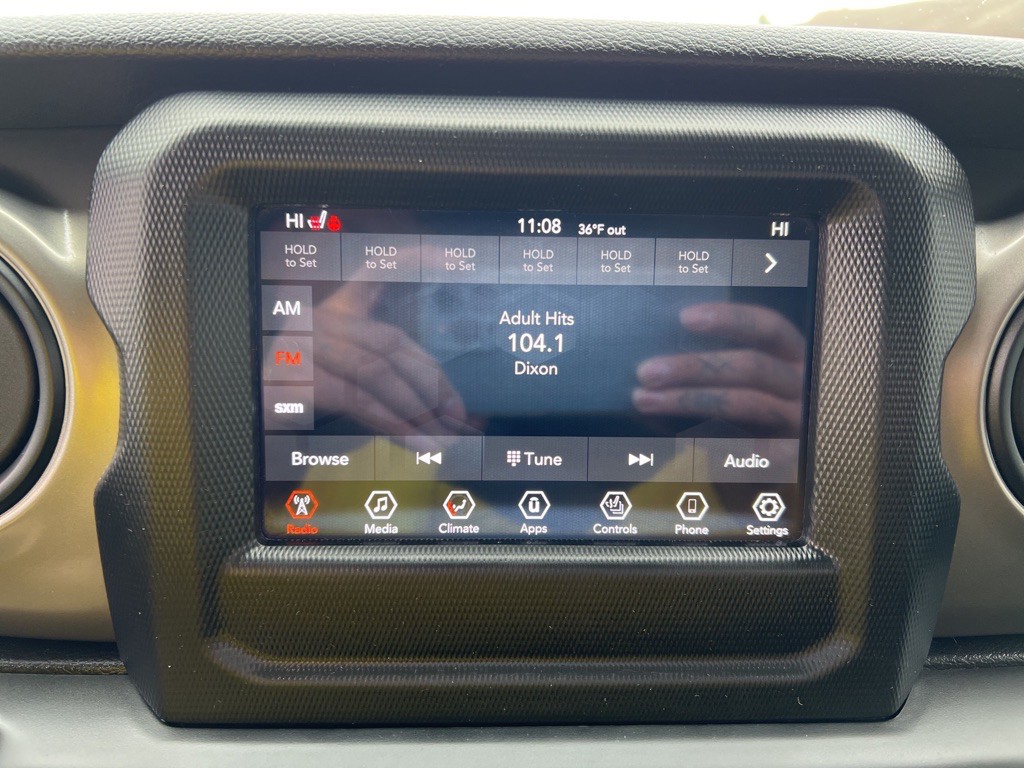 HI 11:08 36°F out HI
HOLD to Set
HOLD to Set
HOLD to Set
HOLD to Set
HOLD to Set
HOLD to Set
AM
Adult Hits
104.1
FM
Dixon
sxm
Browse Tune Audio
Radio Media Climate Apps Controls Phone Settings